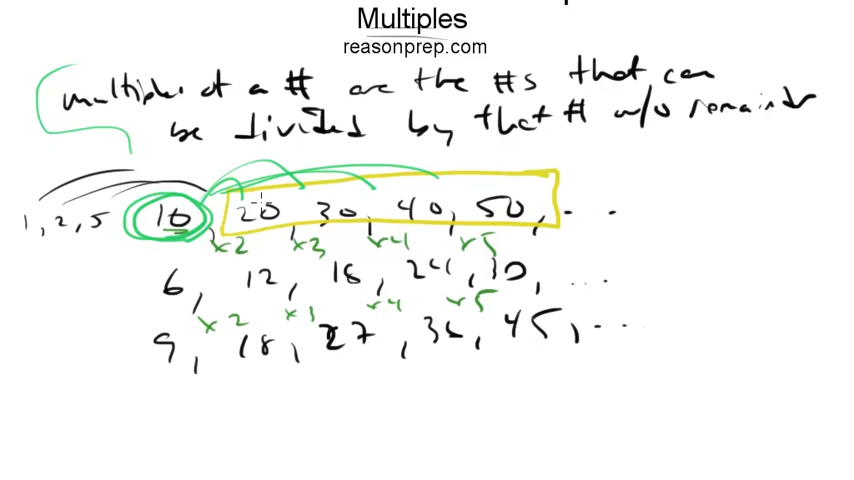 Multiples
reasonprep.com
multiples of a # are the #s that can
be divided by that # w/o remainder
1, 2, 5 10, 20, 30, 40, 50, ...
x2 x3 x4 x5
6, 12, 18, 24, 30, ...
x2 x3 x4 x5
9, 18, 27, 36, 45, ...